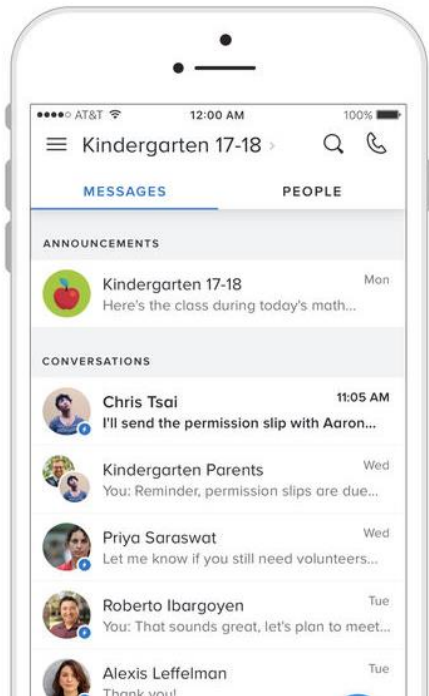 AT&T 12:00 AM 100%
Kindergarten 17-18 >
MESSAGES PEOPLE
ANNOUNCEMENTS
Kindergarten 17-18 Mon
Here's the class during today's math...
CONVERSATIONS
Chris Tsai 11:05 AM
I'll send the permission slip with Aaron...
Kindergarten Parents Wed
You: Reminder, permission slips are due...
Priya Saraswat Wed
Let me know if you still need volunteers...
Roberto Ibargoyen Tue
You: That sounds great, let's plan to meet...
Alexis Leffelman Tue
Thank you!